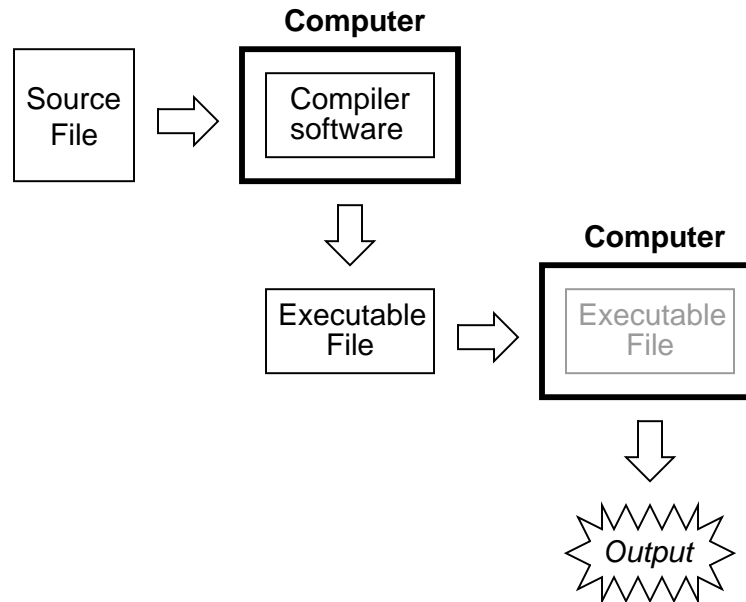 Computer
Source
File
Compiler
software
Computer
Executable
File
Executable
File
Output